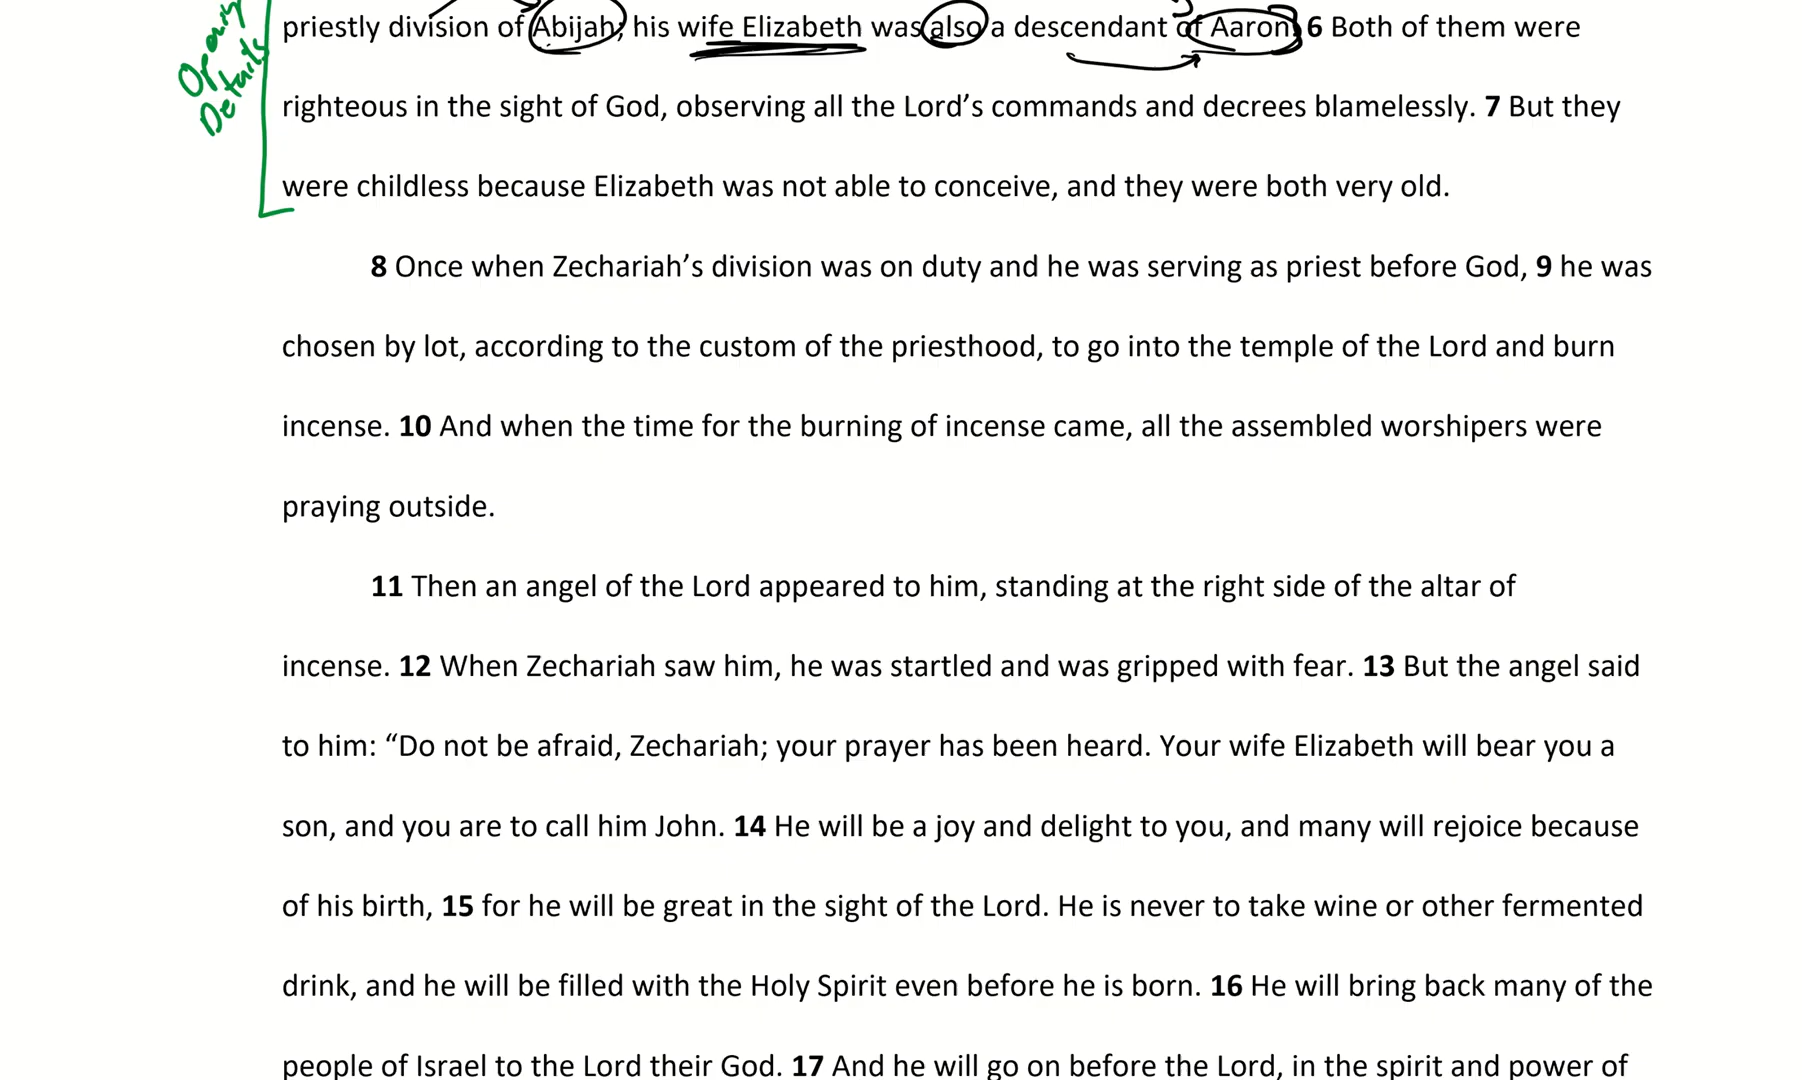 Opening
Details
priestly division of Abijah; his wife Elizabeth was also a descendant of Aaron. 6 Both of them were
righteous in the sight of God, observing all the Lord’s commands and decrees blamelessly. 7 But they
were childless because Elizabeth was not able to conceive, and they were both very old.
8 Once when Zechariah’s division was on duty and he was serving as priest before God, 9 he was
chosen by lot, according to the custom of the priesthood, to go into the temple of the Lord and burn
incense. 10 And when the time for the burning of incense came, all the assembled worshipers were
praying outside.
11 Then an angel of the Lord appeared to him, standing at the right side of the altar of
incense. 12 When Zechariah saw him, he was startled and was gripped with fear. 13 But the angel said
to him: “Do not be afraid, Zechariah; your prayer has been heard. Your wife Elizabeth will bear you a
son, and you are to call him John. 14 He will be a joy and delight to you, and many will rejoice because
of his birth, 15 for he will be great in the sight of the Lord. He is never to take wine or other fermented
drink, and he will be filled with the Holy Spirit even before he is born. 16 He will bring back many of the
people of Israel to the Lord their God. 17 And he will go on before the Lord, in the spirit and power of